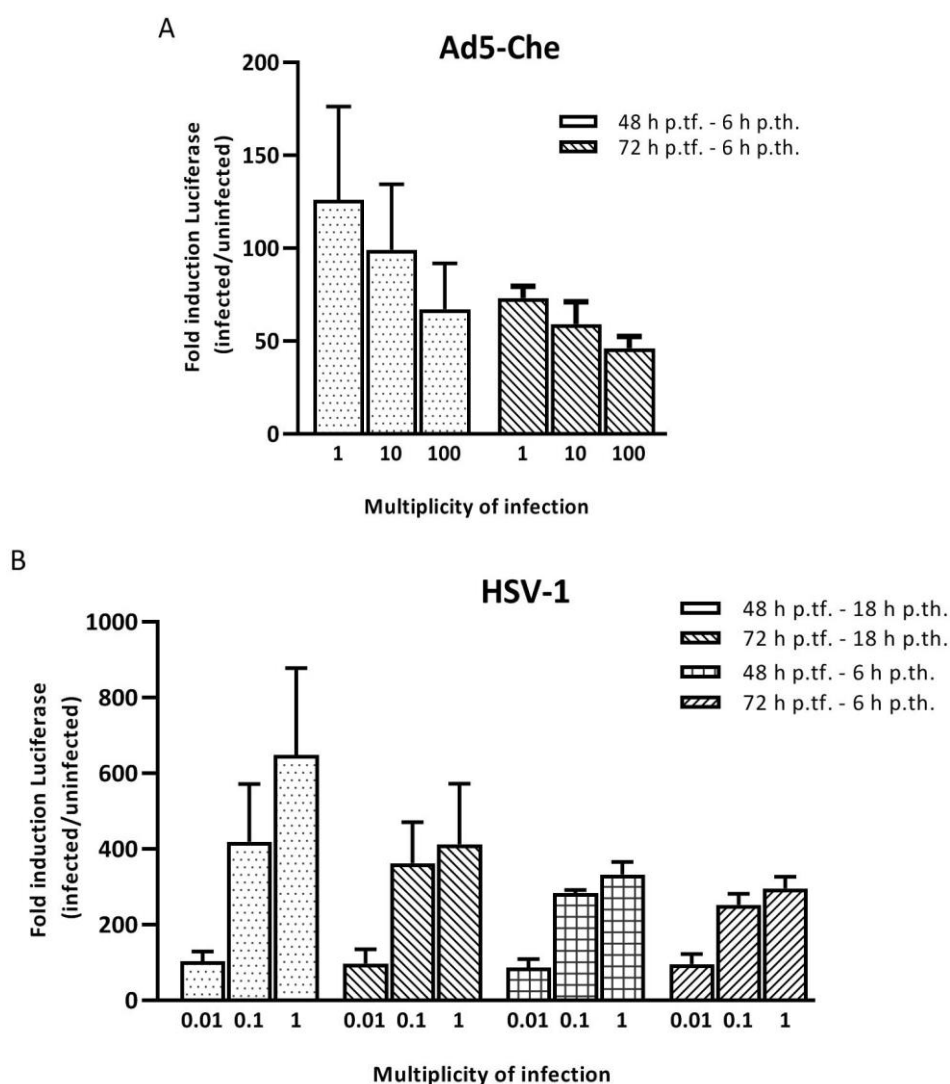 A
Ad5-Che
200
150
100
50
0
Fold induction Luciferase
(infected/uninfected)
48 h p.tf. - 6 h p.th.
72 h p.tf. - 6 h p.th.
1 10 100 1 10 100
Multiplicity of infection
B
HSV-1
1000
800
600
400
200
0
Fold induction Luciferase
(infected/uninfected)
48 h p.tf. - 18 h p.th.
72 h p.tf. - 18 h p.th.
48 h p.tf. - 6 h p.th.
72 h p.tf. - 6 h p.th.
0.01 0.1 1 0.01 0.1 1 0.01 0.1 1 0.01 0.1 1
Multiplicity of infection